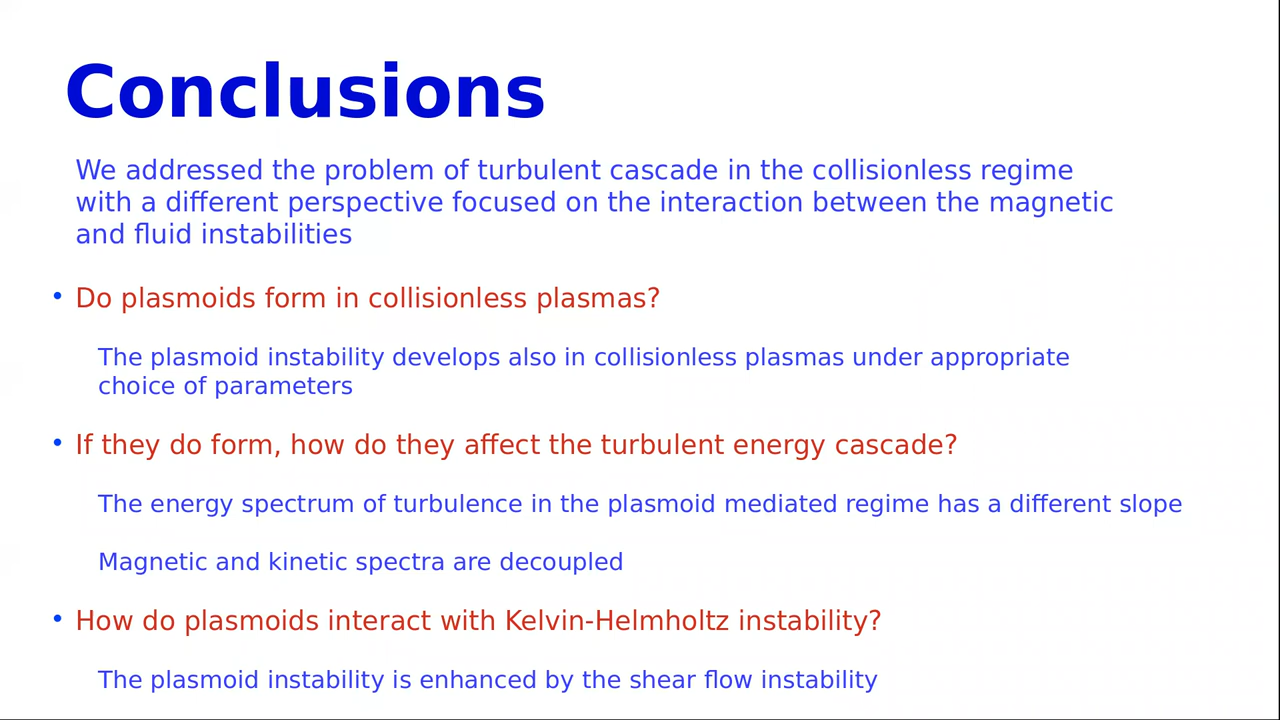 Conclusions
We addressed the problem of turbulent cascade in the collisionless regime
with a different perspective focused on the interaction between the magnetic
and fluid instabilities
• Do plasmoids form in collisionless plasmas?
The plasmoid instability develops also in collisionless plasmas under appropriate
choice of parameters
• If they do form, how do they affect the turbulent energy cascade?
The energy spectrum of turbulence in the plasmoid mediated regime has a different slope
Magnetic and kinetic spectra are decoupled
• How do plasmoids interact with Kelvin-Helmholtz instability?
The plasmoid instability is enhanced by the shear flow instability